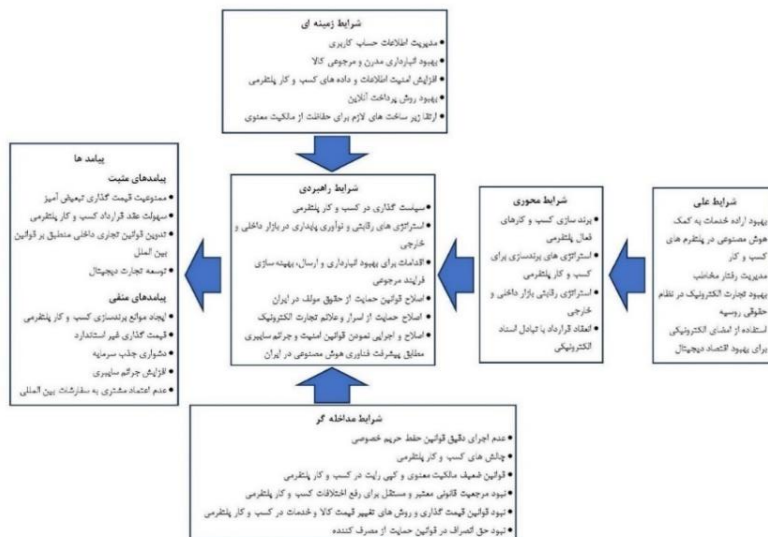 شرایط زمینه ای
• مدیریت اطلاعات حساب کاربری
• بهبود انبارداری مدرن و مرجوعی کالا
• افزایش امنیت اطلاعات و داده های کسب و کار پلتفرمی
• بهبود روش پرداخت آنلاین
• ارتقا زیر ساخت های لازم برای حفاظت از مالکیت معنوی
شرایط علی
بهبود اراده خدمات به کمک
هوش مصنوعی در پلتفرم های
کسب و کار
مدیریت رفتار مخاطب
بهبود تجارت الکترونیک در نظام
حقوقی روسیه
استفاده از امضای الکترونیکی
برای بهبود اقتصاد دیجیتال
شرایط محوری
• برند سازی کسب و کارهای
فعال پلتفرمی
• استراتژی های برندسازی برای
کسب و کار پلتفرمی
• استراتژی رقابتی بازار داخلی و
خارجی
• انعقاد قرارداد با تبادل اسناد
الکترونیکی
شرایط راهبردی
• سیاست گذاری در کسب و کار پلتفرمی
• استراتژی های رقابتی و نوآوری پایداری در بازار داخلی و
خارجی
• اقدامات برای بهبود انبارداری و ارسال، بهینه سازی
فرایند مرجوعی
• اصلاح قوانین حمایت از حقوق مولف در ایران
• اصلاح حمایت از اسرار و علائم تجارت الکترونیک
• اصلاح و اجرایی نمودن قوانین امنیت و جرائم سایبری
مطابق پیشرفت فناوری هوش مصنوعی در ایران
پیامد ها
پیامدهای مثبت
• ممنوعیت قیمت گذاری تبعیض آمیز
• سهولت عقد قرارداد کسب و کار پلتفرمی
• تدوین قوانین تجاری داخلی منطبق بر قوانین
بین الملل
• توسعه تجارت دیجیتال
پیامدهای منفی
• ایجاد موانع برندسازی کسب و کار پلتفرمی
• قیمت گذاری غیر استاندارد
• دشواری جذب سرمایه
• افزایش جرائم سایبری
• عدم اعتماد مشتری به سفارشات بین المللی
شرایط مداخله گر
• عدم اجرای دقیق قوانین حفظ حریم خصوصی
• چالش های کسب و کار پلتفرمی
• قوانین ضعیف مالکیت معنوی و کپی رایت در کسب و کار پلتفرمی
• نبود مرجعیت قانونی معتبر و مستقل برای رفع اختلافات کسب و کار پلتفرمی
• نبود قوانین قیمت گذاری و روش های تغییر قیمت کالا و خدمات در کسب و کار پلتفرمی
• نبود حق انصراف در قوانین حمایت از مصرف کننده